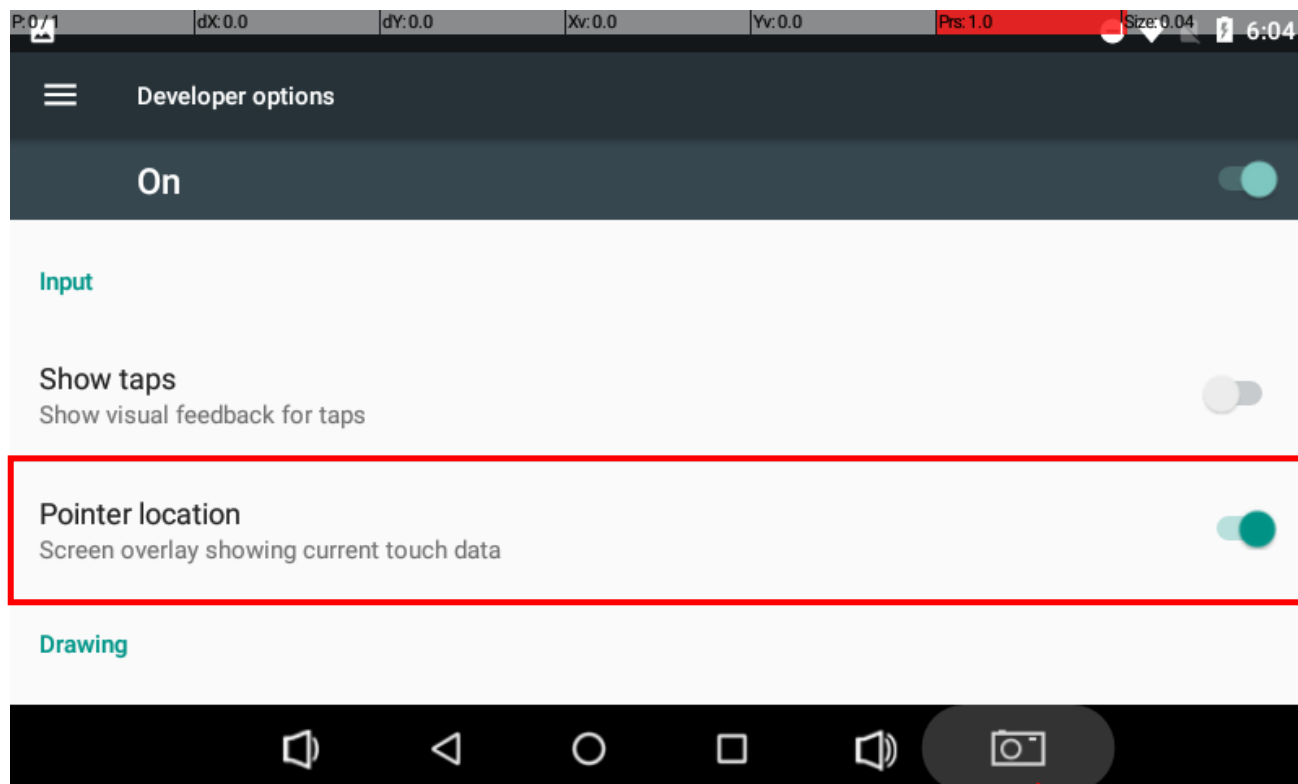 P: 0 / 1 dX: 0.0 dY: 0.0 Xv: 0.0 Yv: 0.0 Prs: 1.0 Size: 0.04
6:04
Developer options
On
Input
Show taps
Show visual feedback for taps
Pointer location
Screen overlay showing current touch data
Drawing